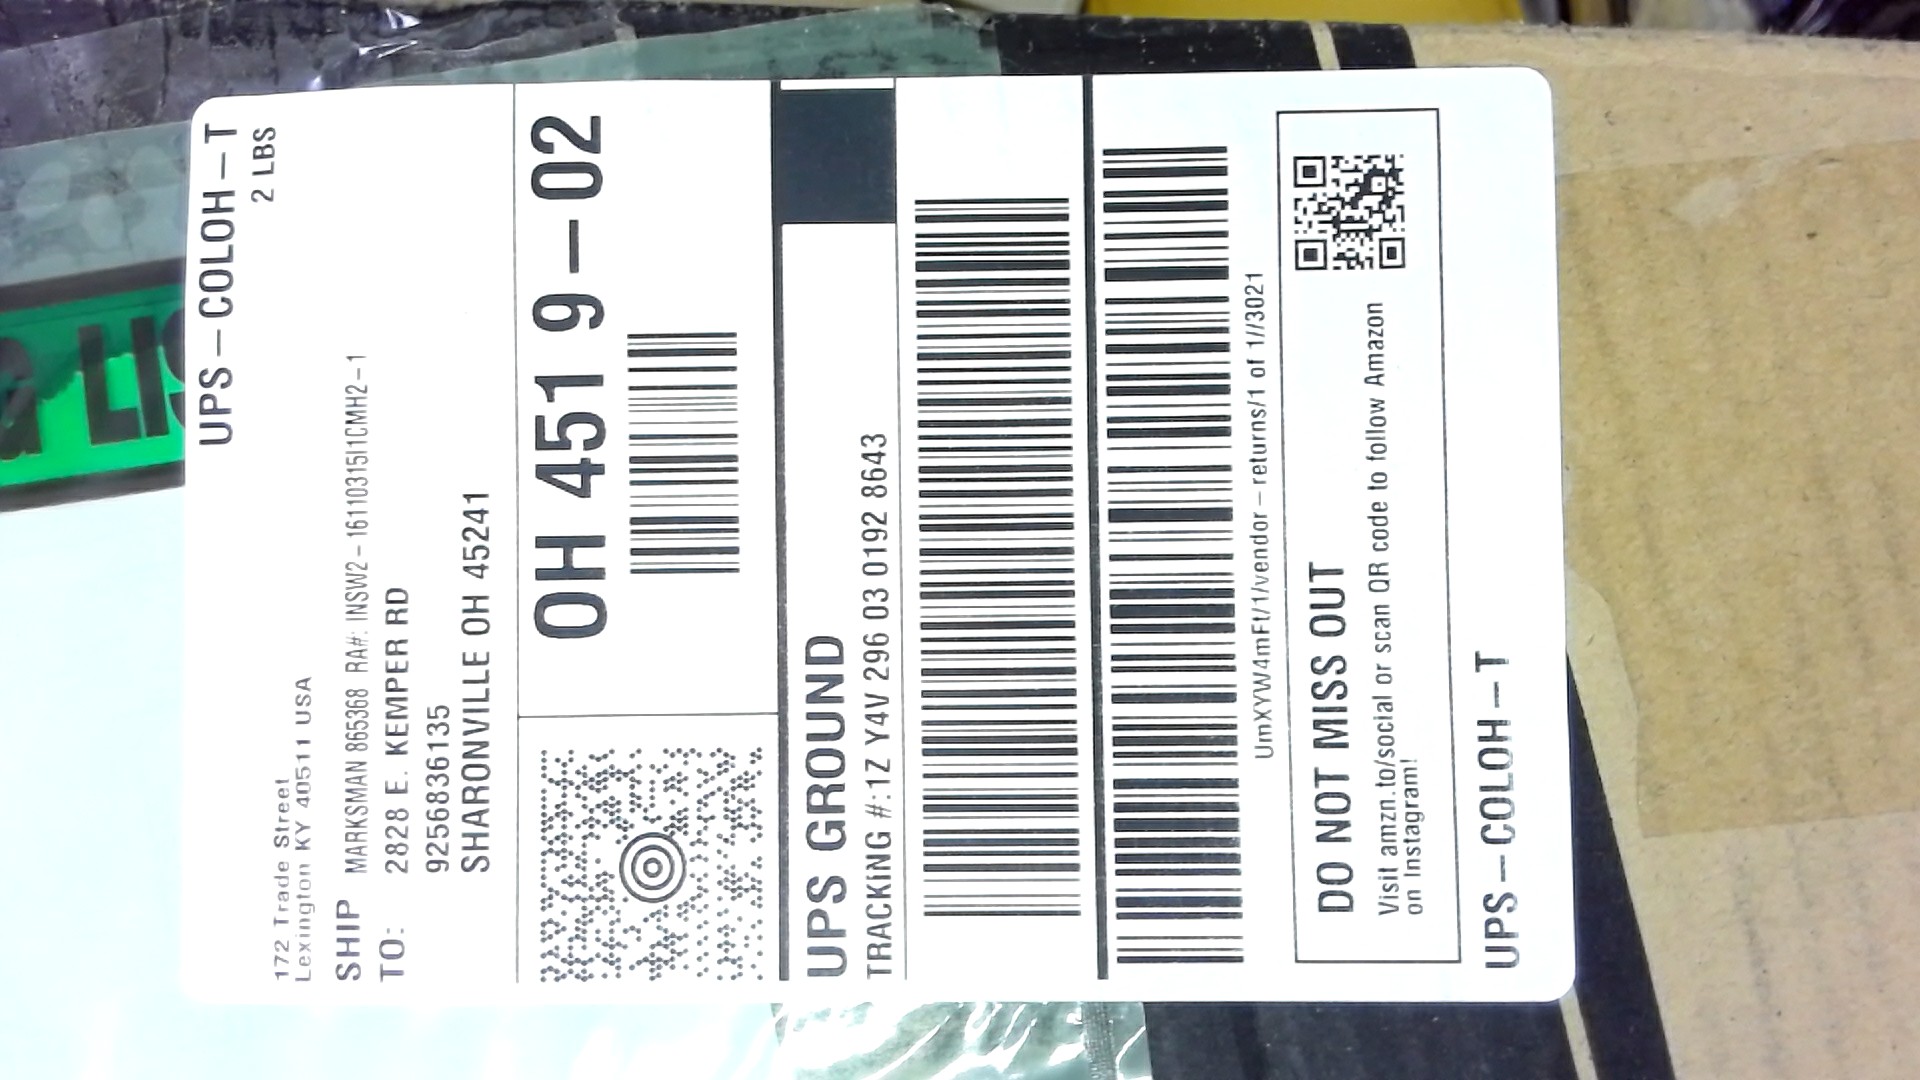 UPS-COLOH-T
2 LBS
172 Trade Street
Lexington KY 40511 USA
SHIP
TO:
MARKSMAN 865368 RA#: INSW2-16110315I1CMH2-1
2828 E. KEMPER RD
9256836135
SHARONVILLE OH 45241
OH 451 9-02
UPS GROUND
TRACKING #:1Z Y4V 296 03 0192 8643
UmXYW4mFt/1/vendor-returns/1 of 1//3021
DO NOT MISS OUT
Visit amzn.to/social or scan QR code to follow Amazon
on Instagram!
UPS-COLOH-T